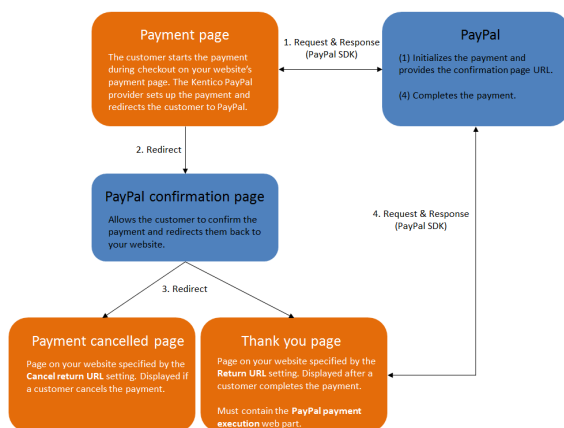 Payment page
The customer starts the payment
during checkout on your website's
payment page. The Kentico PayPal
provider sets up the payment and
redirects the customer to PayPal.
1. Request & Response
(PayPal SDK)
PayPal
(1) Initializes the payment and
provides the confirmation page URL.
(4) Completes the payment.
2. Redirect
PayPal confirmation page
Allows the customer to confirm the
payment and redirects them back to
your website.
4. Request & Response
(PayPal SDK)
3. Redirect
Payment cancelled page
Page on your website specified by the
Cancel return URL setting. Displayed if
a customer cancels the payment.
Thank you page
Page on your website specified by the
Return URL setting. Displayed after a
customer completes the payment.
Must contain the PayPal payment
execution web part.